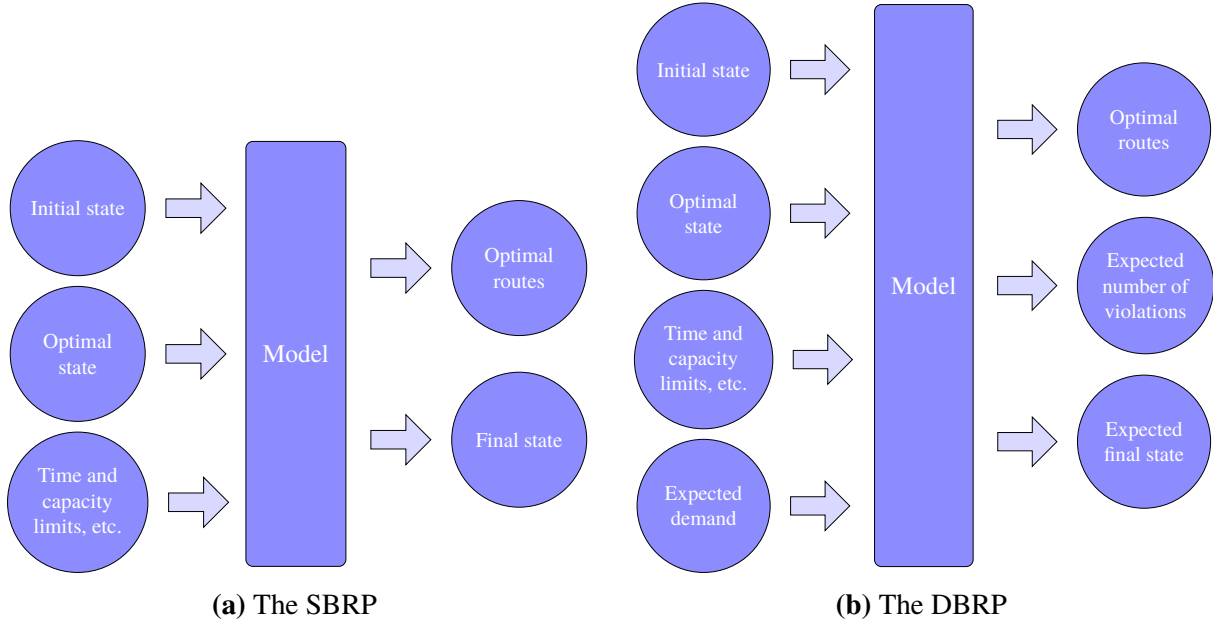 Initial state
Optimal
state
Time and
capacity
limits, etc.
Model
Optimal
routes
Final state
(a) The SBRP
Initial state
Optimal
state
Time and
capacity
limits, etc.
Expected
demand
Model
Optimal
routes
Expected
number of
violations
Expected
final state
(b) The DBRP